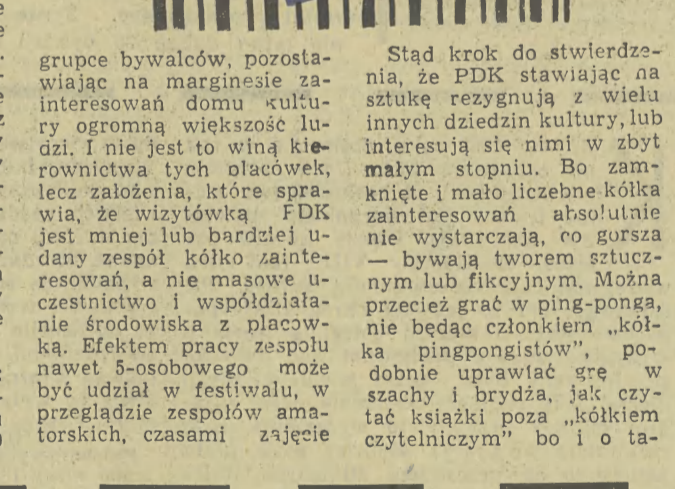 grupce bywalców, pozosta-
wiając na marginesie za-
interesowań domu kultu-
ry ogromną większość lu-
dzi. I nie jest to winą kie-
rownictwa tych placówek,
lecz założenia, które spra-
wia, że wizytówką PDK
jest mniej lub bardziej u-
dany zespół kółko zainte-
resowań, a nie masowe u-
czestnictwo i współdziała-
nie środowiska z placów-
ką. Efektem pracy zespołu
nawet 5-osobowego może
być udział w festiwalu, w
przeglądzie zespołów ama-
torskich, czasami zajęcie
Stąd krok do stwierdze-
nia, że PDK stawiając na
sztukę rezygnują z wielu
innych dziedzin kultury, lub
interesują się nimi w zbyt
małym stopniu. Bo zam-
knięte i mało liczebne kółka
zainteresowań absolutnie
nie wystarczają, co gorsza
— bywają tworem sztucz-
nym lub fikcyjnym. Można
przecież grać w ping-ponga,
nie będąc członkiem „kół-
ka pingpongistów”, po-
dobnie uprawiać grę w
szachy i brydża, jak czy-
tać książki poza „kółkiem
czytelniczym” bo i o ta-